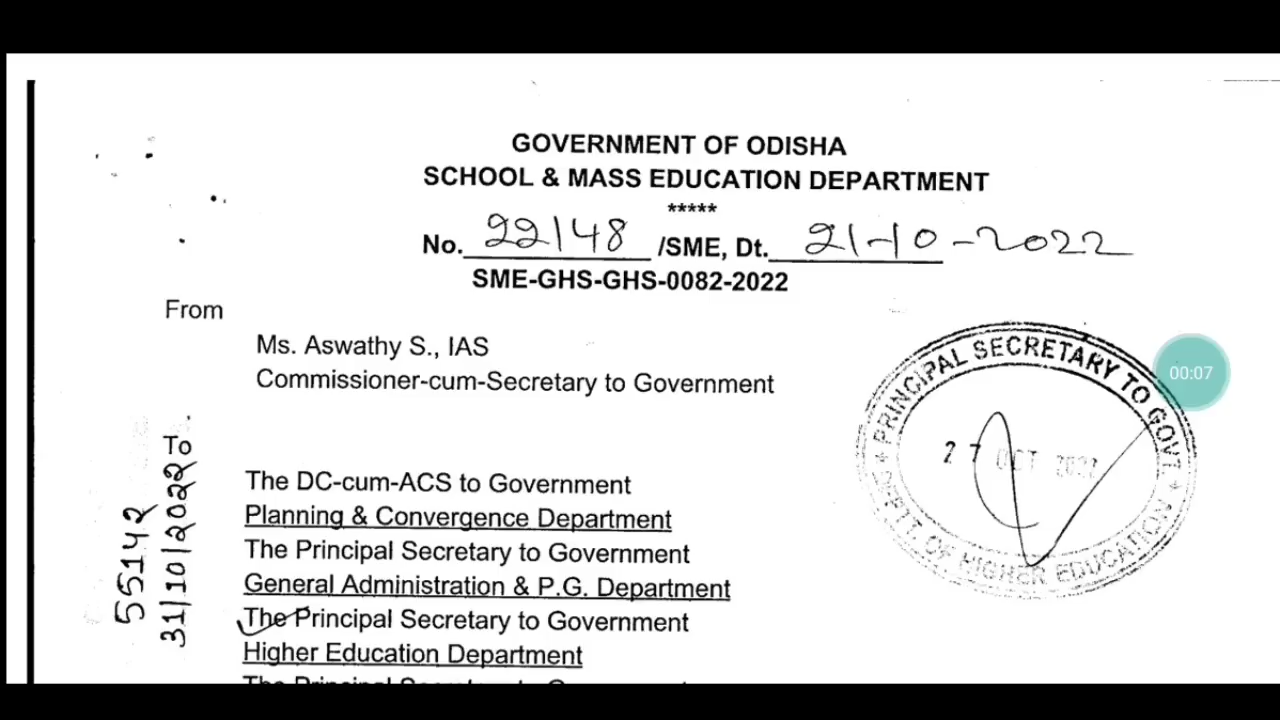 GOVERNMENT OF ODISHA
SCHOOL & MASS EDUCATION DEPARTMENT
*****
No. 22148 /SME, Dt. 21-10-2022
SME-GHS-GHS-0082-2022
From
Ms. Aswathy S., IAS
Commissioner-cum-Secretary to Government
PRINCIPAL SECRETARY TO GOVT.
27 OCT 2022
DEPTT. OF HIGHER EDUCATION
00:07
55142
31/10/2022
To
The DC-cum-ACS to Government
Planning & Convergence Department
The Principal Secretary to Government
General Administration & P.G. Department
The Principal Secretary to Government
Higher Education Department